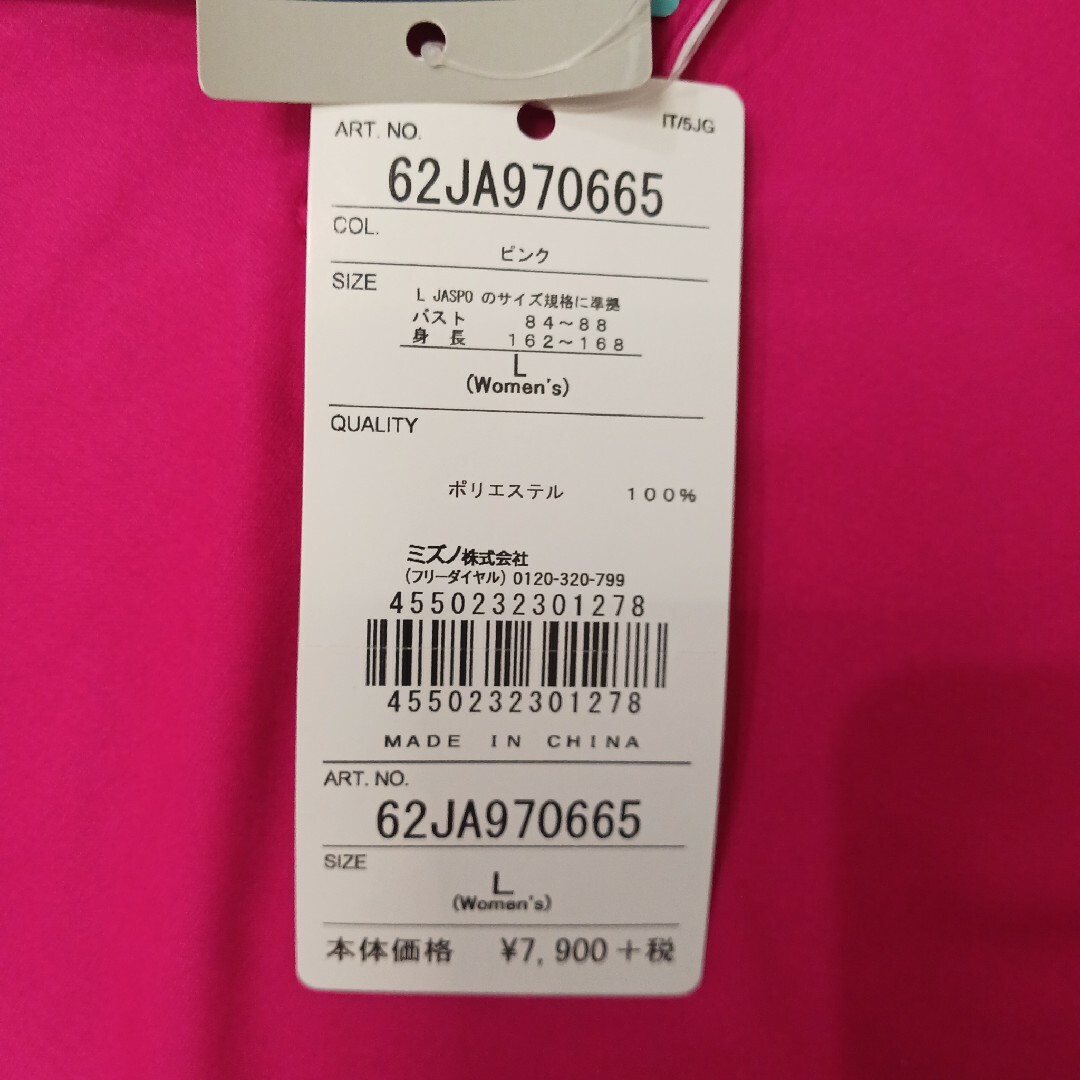 ART. NO.
IT/5JG
62JA970665
COL.
ピンク
SIZE
L JASPO のサイズ規格に準拠
バスト 84～88
身 長 162～168
L
(Women's)
QUALITY
ポリエステル 100%
ミズノ株式会社
(フリーダイヤル) 0120-320-799
4550232301278
4550232301278
MADE IN CHINA
ART. NO.
62JA970665
SIZE
L
(Women's)
本体価格 ¥7,900+税